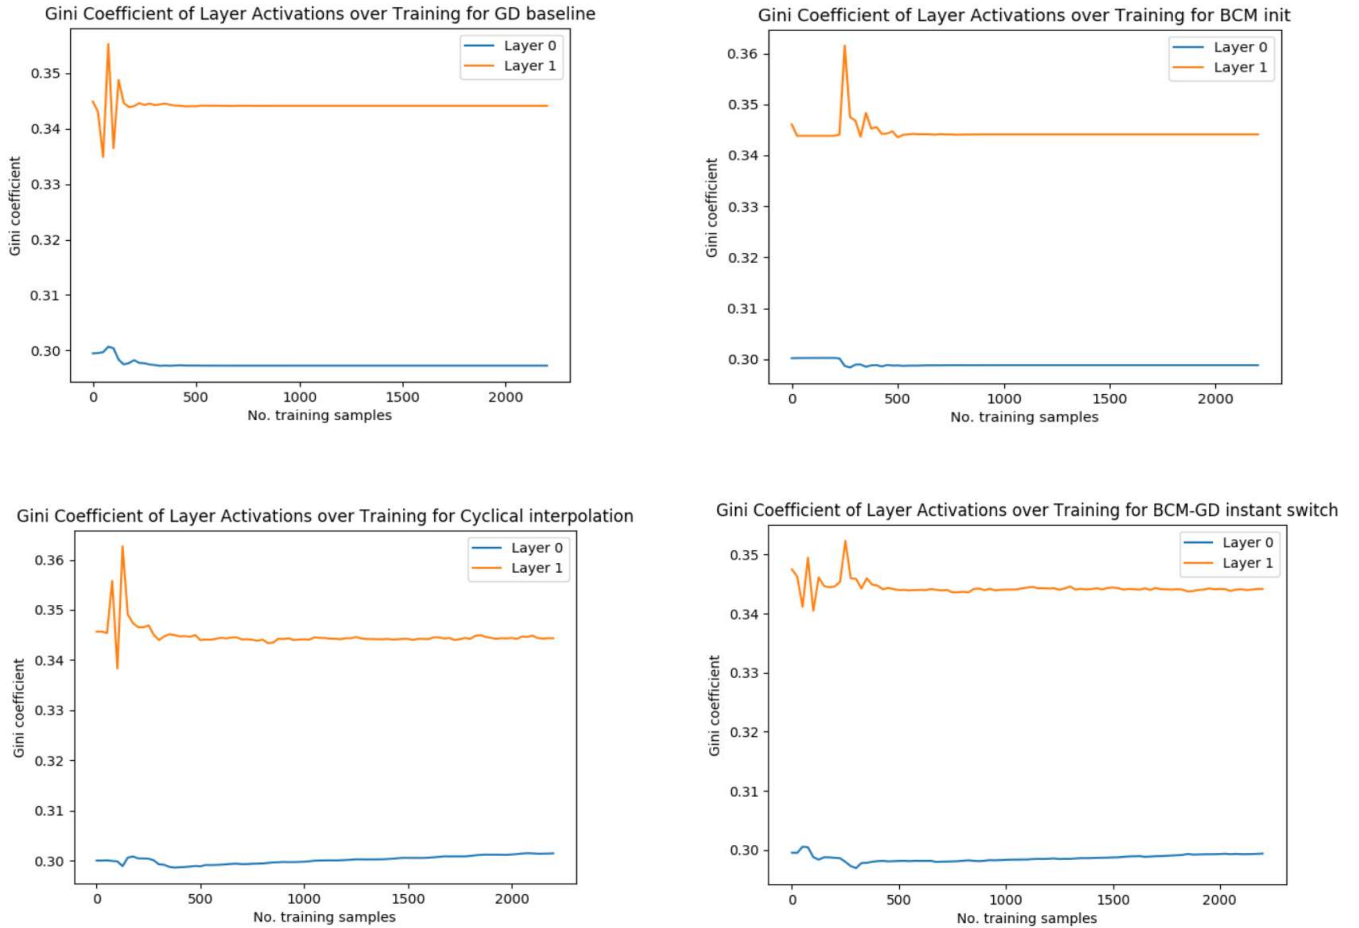 Gini Coefficient of Layer Activations over Training for GD baseline
Layer 0
Layer 1
0.35
0.34
0.33
0.32
0.31
0.30
Gini coefficient
0
500
1000
1500
2000
No. training samples
Gini Coefficient of Layer Activations over Training for BCM init
Layer 0
Layer 1
0.36
0.35
0.34
0.33
0.32
0.31
0.30
Gini coefficient
0
500
1000
1500
2000
No. training samples
Gini Coefficient of Layer Activations over Training for Cyclical interpolation
Layer 0
Layer 1
0.36
0.35
0.34
0.33
0.32
0.31
0.30
Gini coefficient
0
500
1000
1500
2000
No. training samples
Gini Coefficient of Layer Activations over Training for BCM-GD instant switch
Layer 0
Layer 1
0.35
0.34
0.33
0.32
0.31
0.30
Gini coefficient
0
500
1000
1500
2000
No. training samples